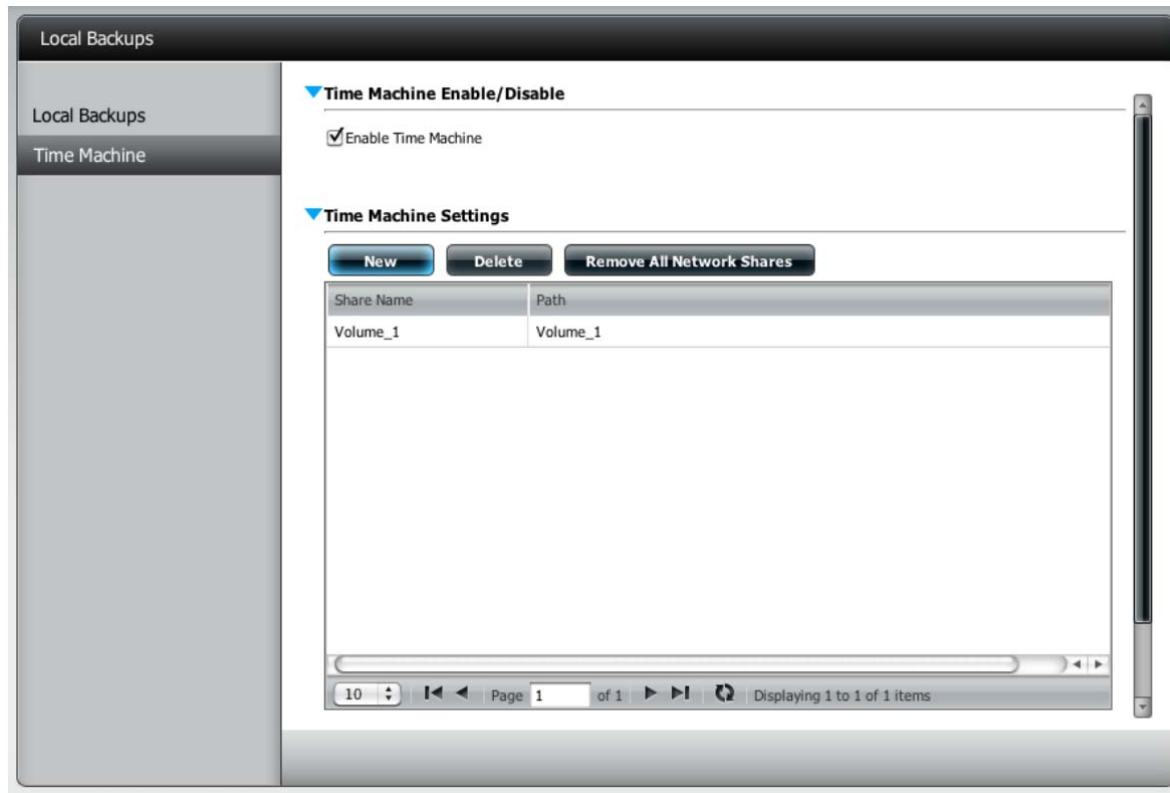 Local Backups
Local Backups
Time Machine
Time Machine Enable/Disable
Enable Time Machine
Time Machine Settings
New Delete Remove All Network Shares
Share Name Path
Volume_1 Volume_1
10 Page 1 of 1 Displaying 1 to 1 of 1 items